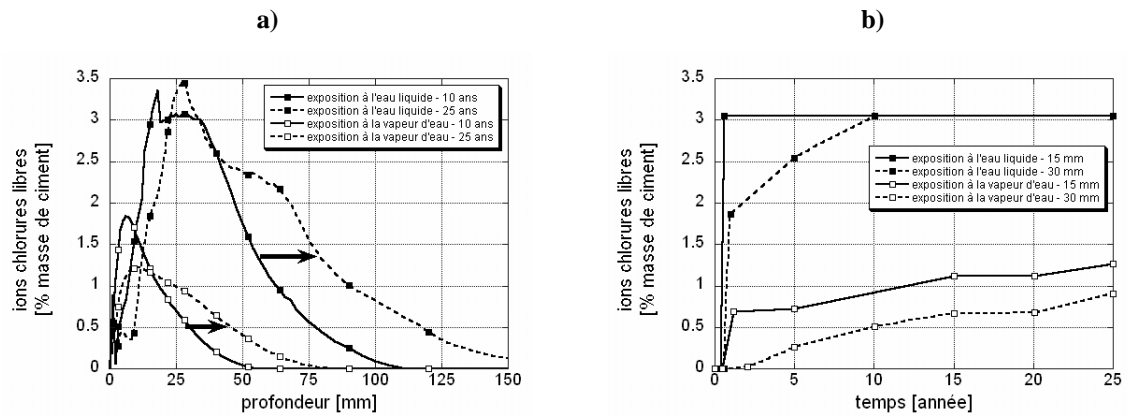 a)
b)
3.5
3
2.5
2
1.5
1
0.5
0
ions chlorures libres
[% masse de ciment]
exposition à l'eau liquide - 10 ans
exposition à l'eau liquide - 25 ans
exposition à la vapeur d'eau - 10 ans
exposition à la vapeur d'eau - 25 ans
0 25 50 75 100 125 150
profondeur [mm]
3.5
3
2.5
2
1.5
1
0.5
0
ions chlorures libres
[% masse de ciment]
exposition à l'eau liquide - 15 mm
exposition à l'eau liquide - 30 mm
exposition à la vapeur d'eau - 15 mm
exposition à la vapeur d'eau - 30 mm
0 5 10 15 20 25
temps [année]